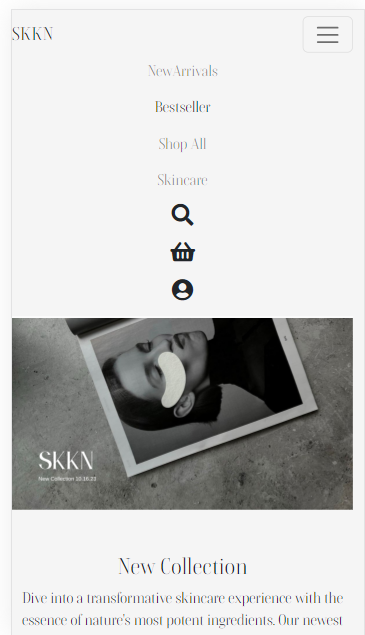 SKKN
NewArrivals
Bestseller
Shop All
Skincare
SKKN
New Collection 10.16.23
New Collection
Dive into a transformative skincare experience with the
essence of nature's most potent ingredients. Our newest